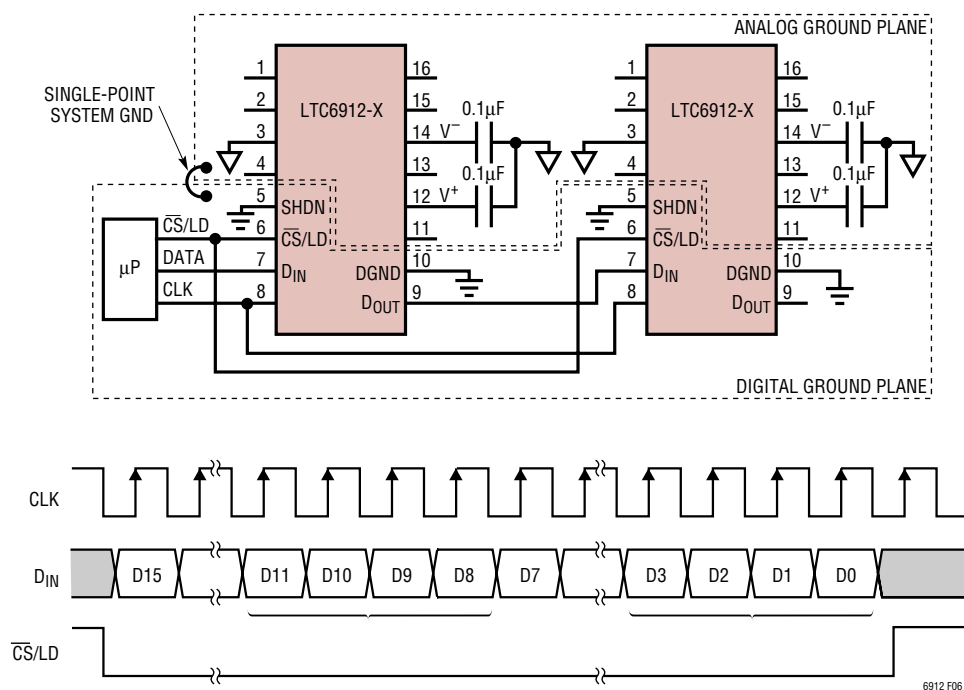 ANALOG GROUND PLANE
SINGLE-POINT
SYSTEM GND
1 16
2 15
3 14 V⁻
4 13
5 12 V⁺
6 11
7 10
8 9
LTC6912-X
SHDN
C̅S̅/LD
D_IN
DGND
D_OUT
0.1µF
0.1µF
1 16
2 15
3 14 V⁻
4 13
5 12 V⁺
6 11
7 10
8 9
LTC6912-X
SHDN
C̅S̅/LD
D_IN
DGND
D_OUT
0.1µF
0.1µF
µP
C̅S̅/LD
DATA
CLK
DIGITAL GROUND PLANE
CLK
D_IN D15 D11 D10 D9 D8 D7 D3 D2 D1 D0
C̅S̅/LD
6912 F06